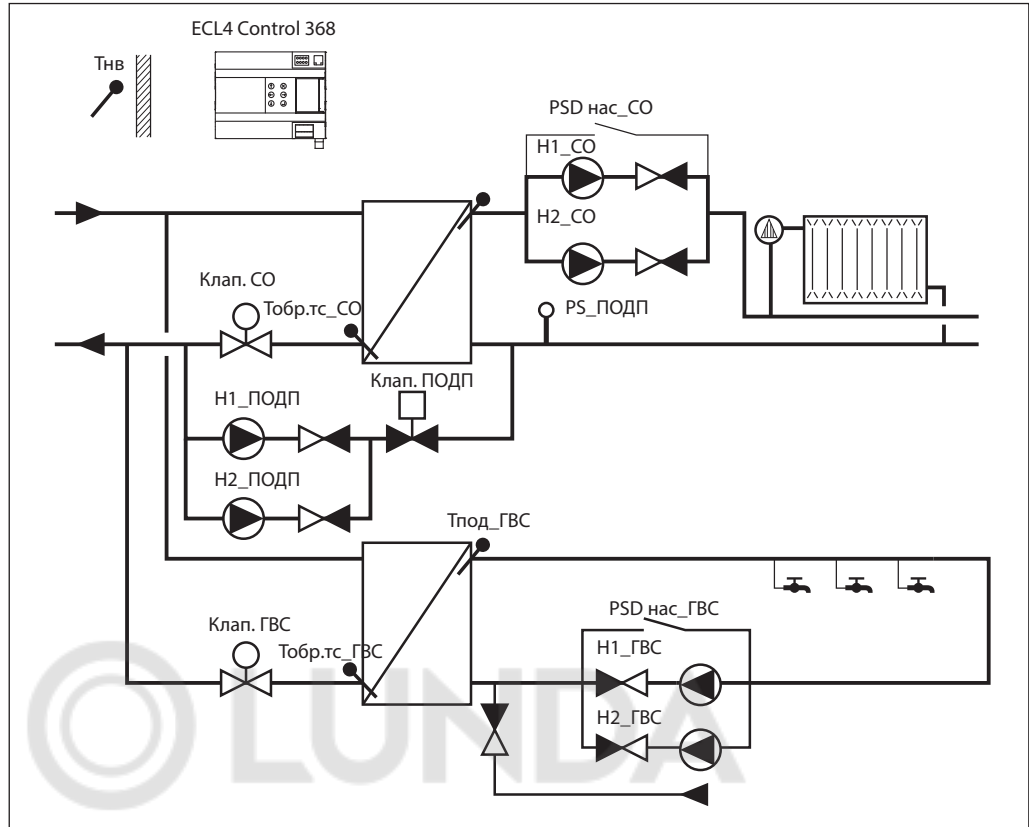 ECL4 Control 368
Tнв
PSD нас_СО
Н1_СО
Н2_СО
Клап. СО
Тобр.тс_СО
PS_ПОДП
Клап. ПОДП
Н1_ПОДП
Н2_ПОДП
Тпод_ГВС
PSD нас_ГВС
Клап. ГВС
Тобр.тс_ГВС
Н1_ГВС
Н2_ГВС
LUNDA